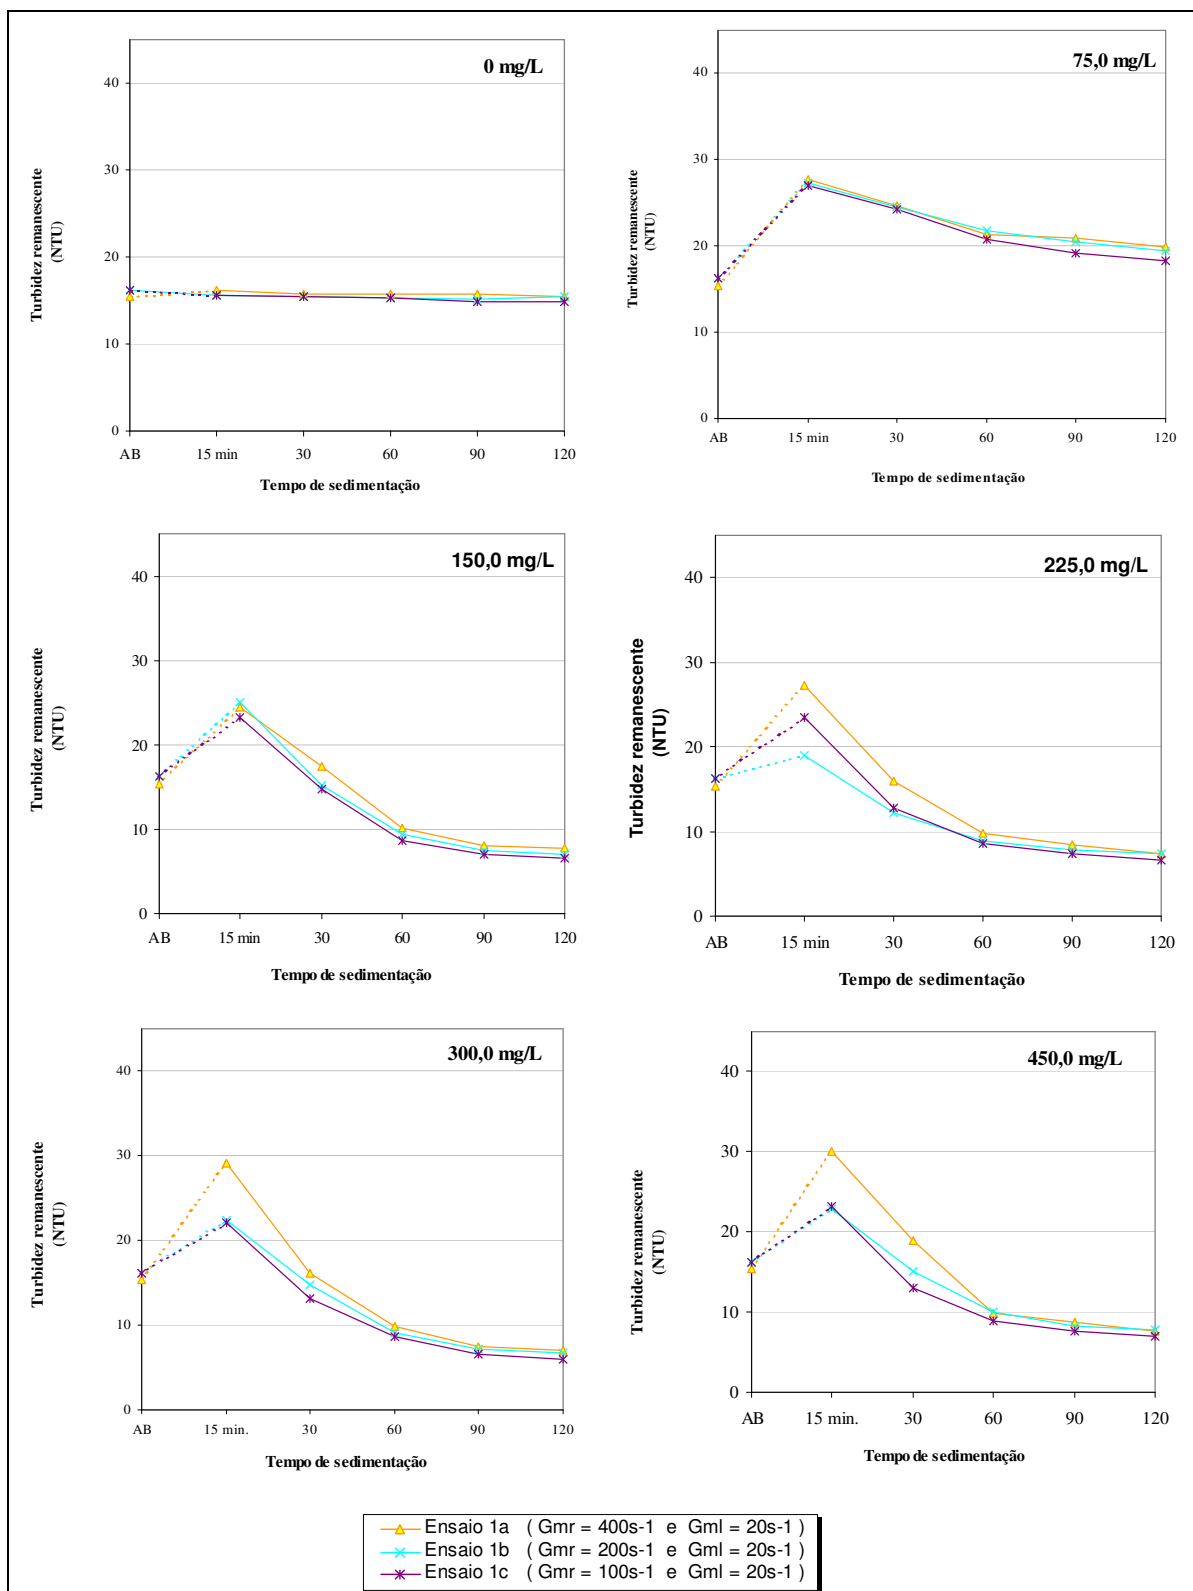 0 mg/L
40
30
20
10
0
Turbidez remanescente
(NTU)
AB 15 min 30 60 90 120
Tempo de sedimentação
75,0 mg/L
40
30
20
10
0
Turbidez remanescente
(NTU)
AB 15 min 30 60 90 120
Tempo de sedimentação
150,0 mg/L
40
30
20
10
0
Turbidez remanescente
(NTU)
AB 15 min 30 60 90 120
Tempo de sedimentação
225,0 mg/L
40
30
20
10
0
Turbidez remanescente
(NTU)
AB 15 min 30 60 90 120
Tempo de sedimentação
300,0 mg/L
40
30
20
10
0
Turbidez remanescente
(NTU)
AB 15 min. 30 60 90 120
Tempo de sedimentação
450,0 mg/L
40
30
20
10
0
Turbidez remanescente
(NTU)
AB 15 min. 30 60 90 120
Tempo de sedimentação
Ensaio 1a ( Gmr = 400s-1 e Gml = 20s-1 )
Ensaio 1b ( Gmr = 200s-1 e Gml = 20s-1 )
Ensaio 1c ( Gmr = 100s-1 e Gml = 20s-1 )